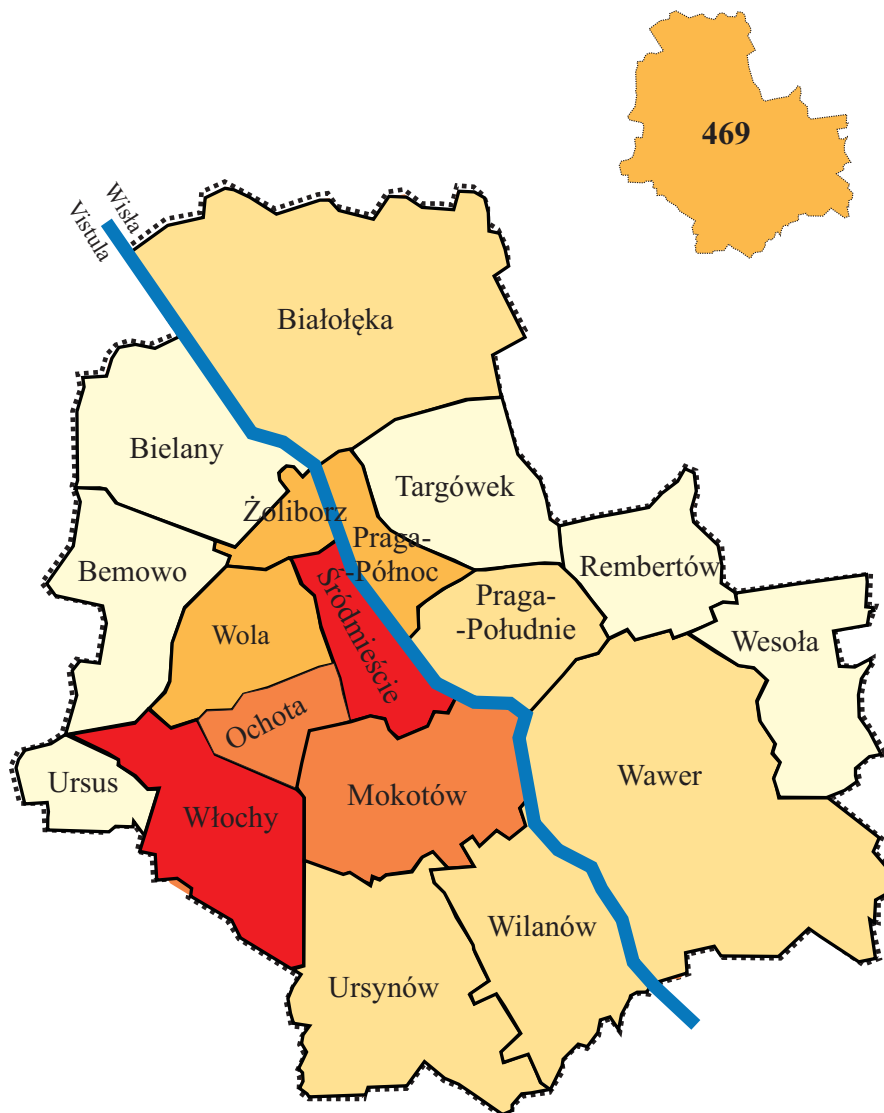 469
Wisła
Vistula
Białołęka
Bielany
Targówek
Żoliborz
Praga-
-Północ
Bemowo
Rembertów
Praga-
-Południe
Śródmieście
Wola
Wesoła
Ochota
Ursus
Włochy
Mokotów
Wawer
Wilanów
Ursynów